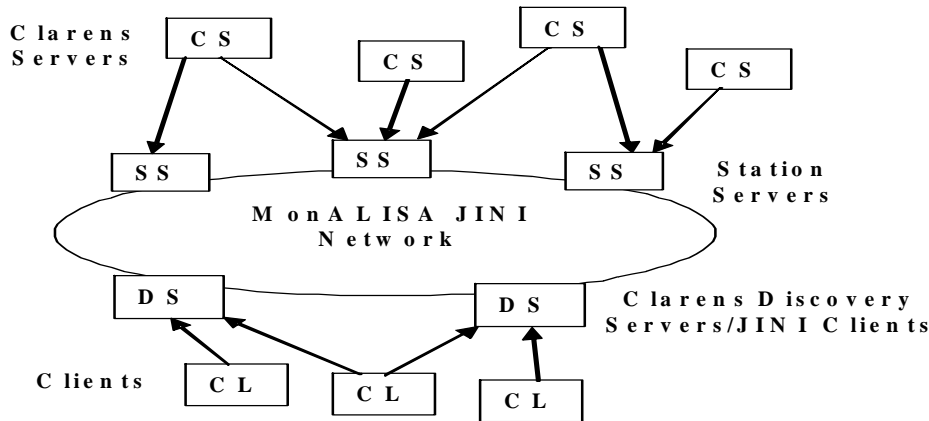 Clarens
Servers
CS
CS
CS
CS
SS
SS
SS
Station
Servers
MonALISA JINI
Network
DS
DS
Clarens Discovery
Servers/JINI Clients
Clients
CL
CL
CL